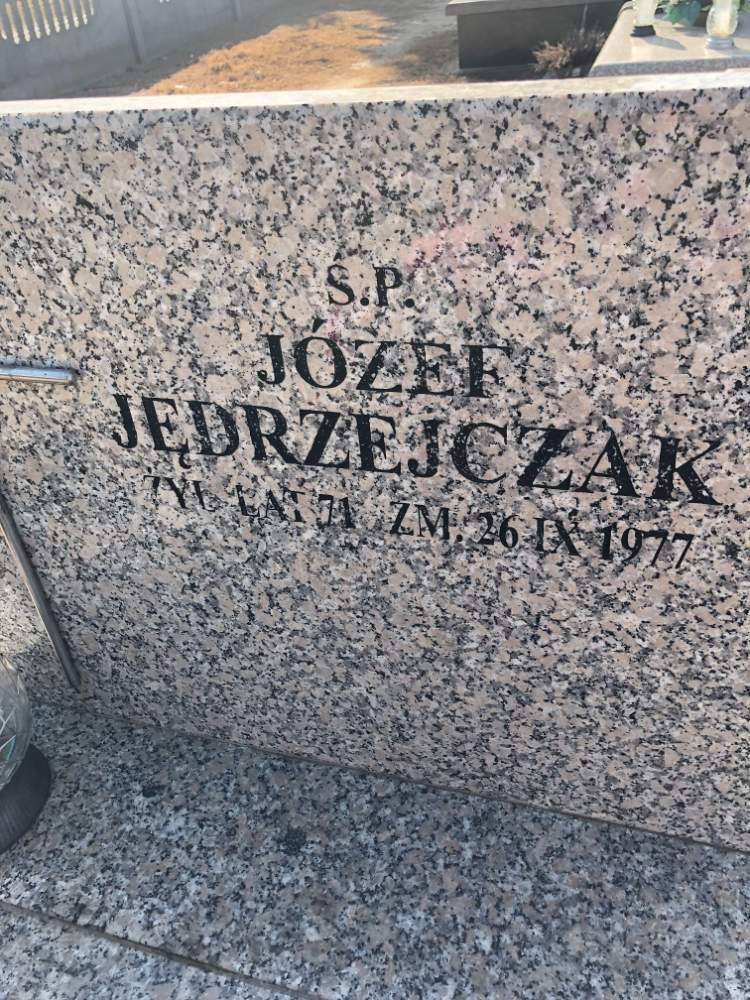 Ś.P.
JÓZEF
JĘDRZEJCZAK
ŻYŁ LAT 71 ZM. 26 IX 1977